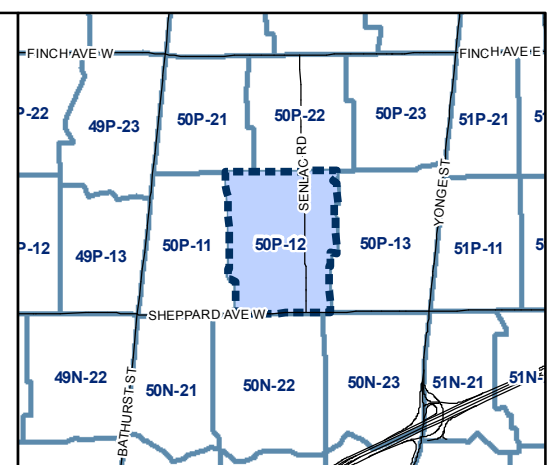 FINCH AVE W
FINCH AVE E
P-22
49P-23
50P-21
50P-22
50P-23
51P-21
SENLAC RD
YONGE ST
P-12
49P-13
50P-11
50P-12
50P-13
51P-11
SHEPPARD AVE W
49N-22
50N-21
50N-22
50N-23
51N-21
51N-
BATHURST ST